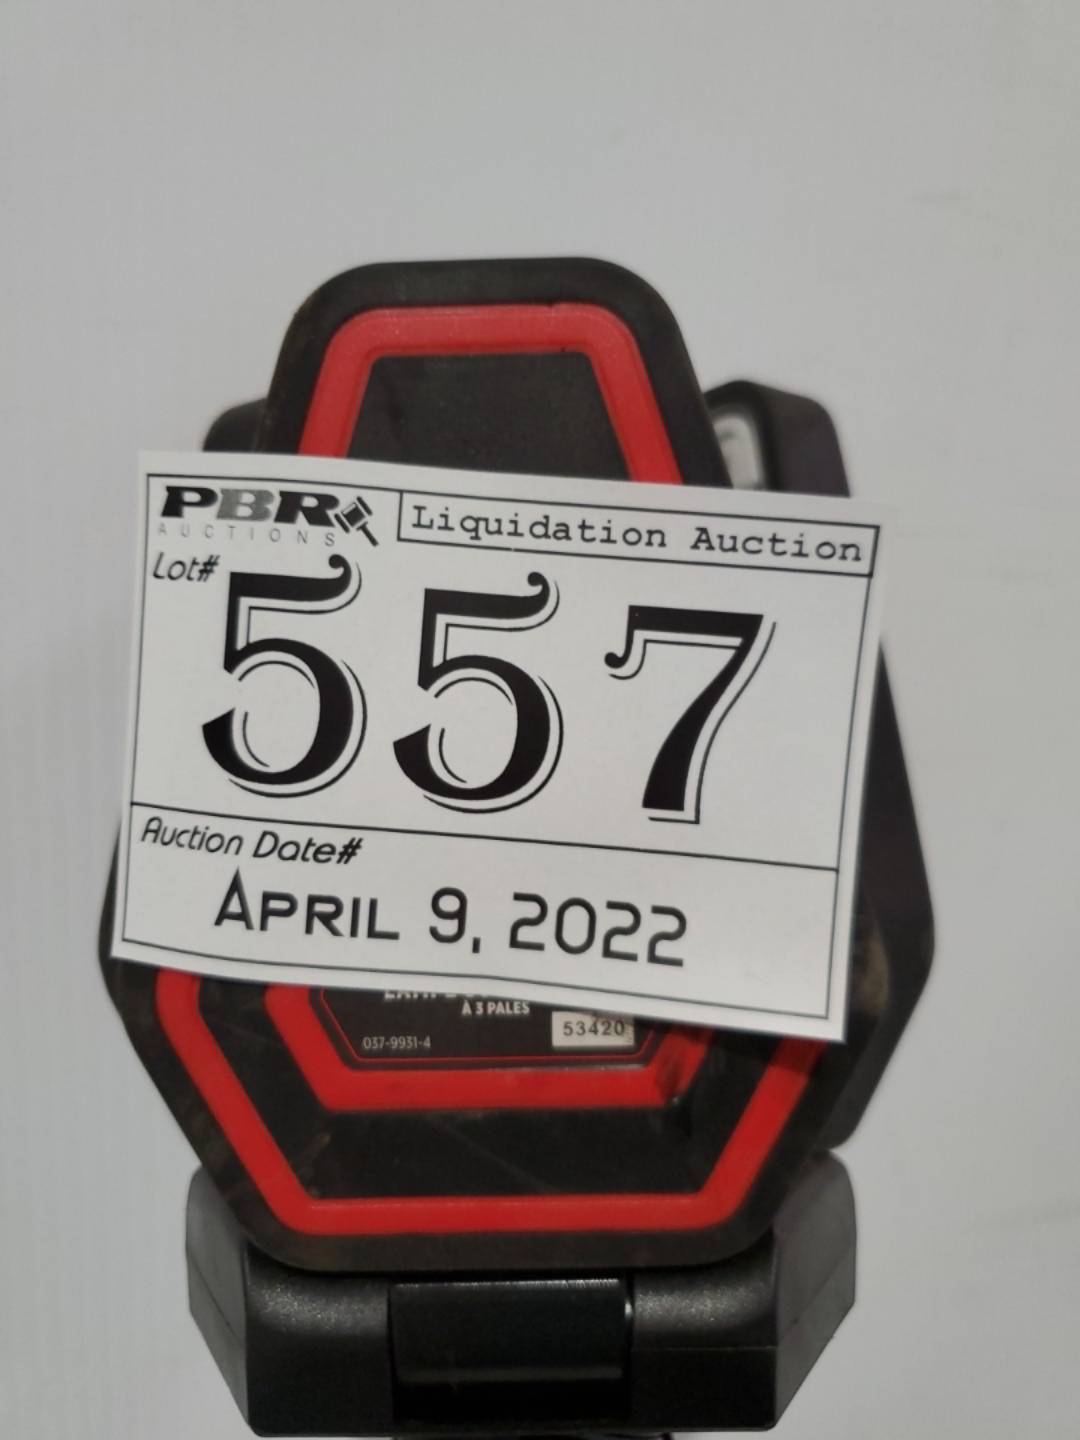 PBR
AUCTIONS
Liquidation Auction
Lot#
557
Auction Date#
APRIL 9, 2022
À 3 PALES
037-9931-4
53420